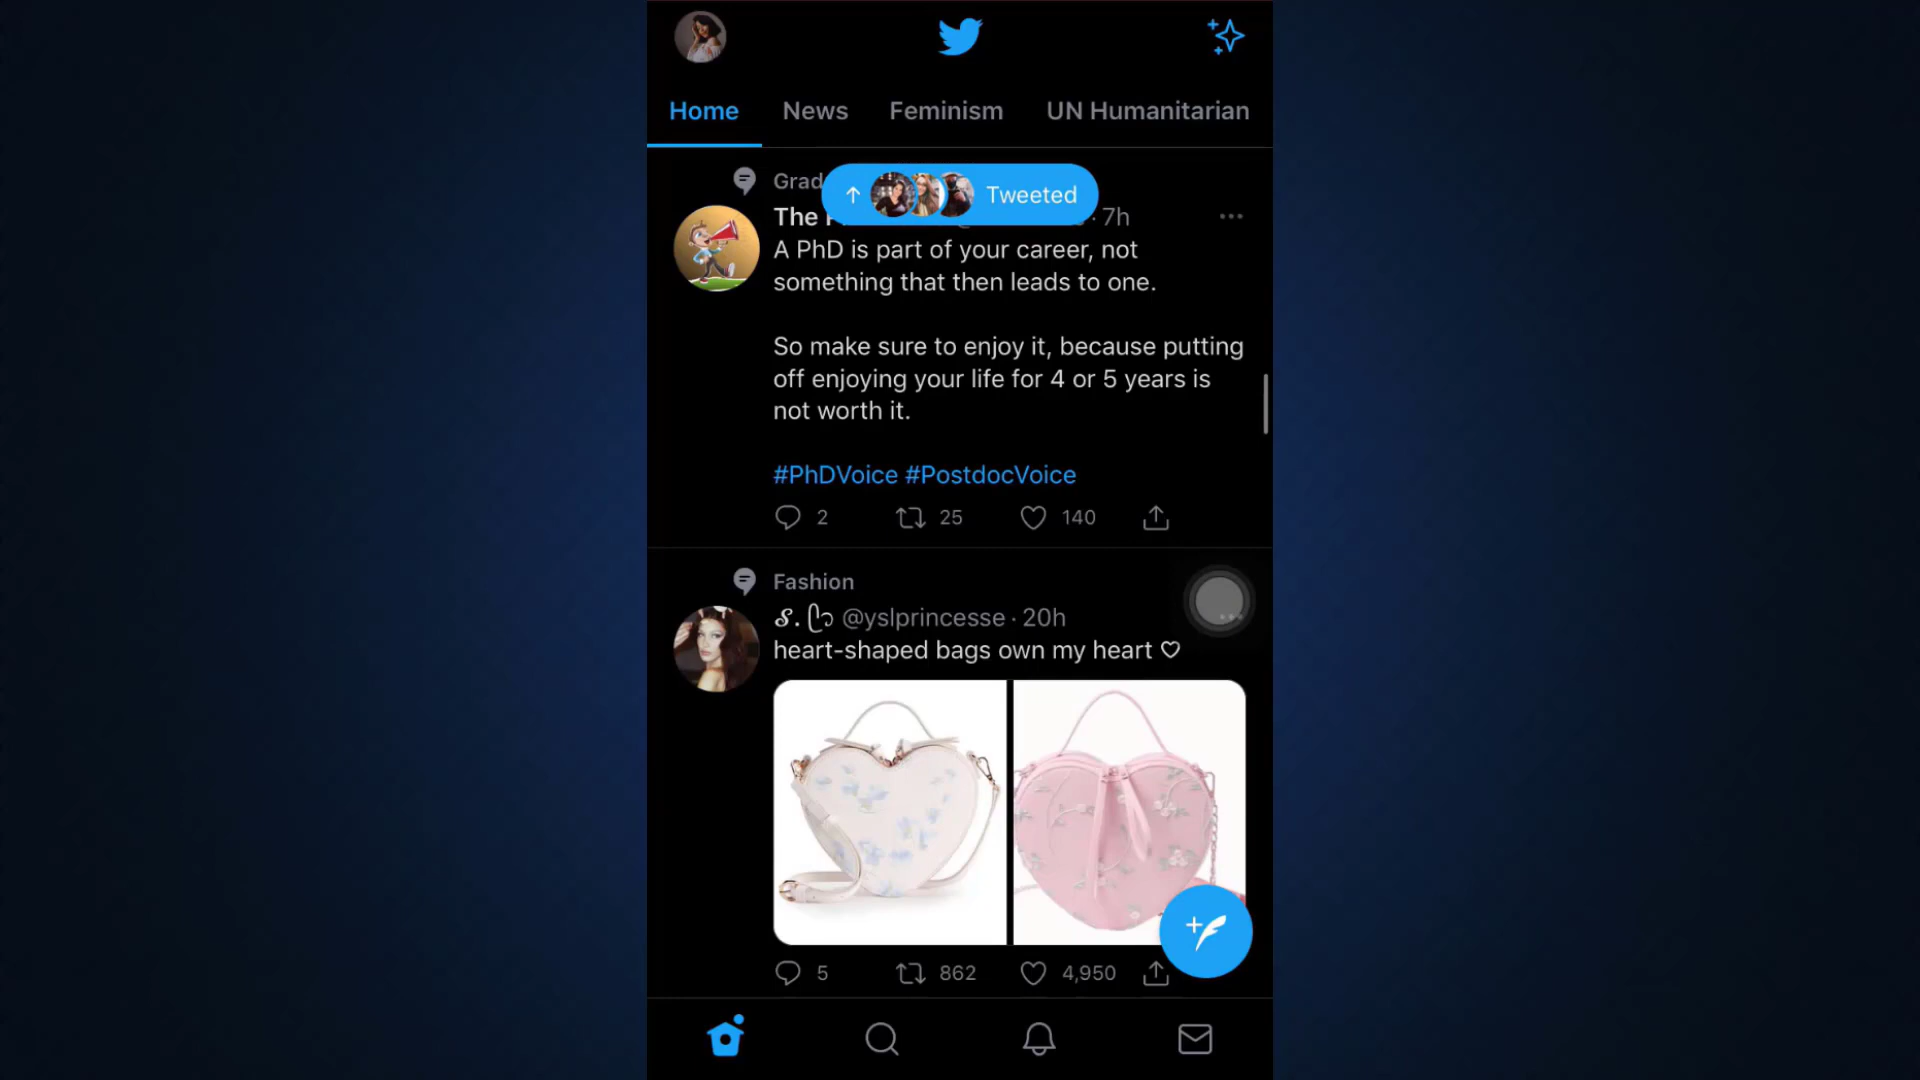 Home News Feminism UN Humanitarian
Grad
Tweeted
The · 7h
A PhD is part of your career, not
something that then leads to one.
So make sure to enjoy it, because putting
off enjoying your life for 4 or 5 years is
not worth it.
#PhDVoice #PostdocVoice
2 25 140
Fashion
@yslprincesse · 20h
heart-shaped bags own my heart ♡
5 862 4,950